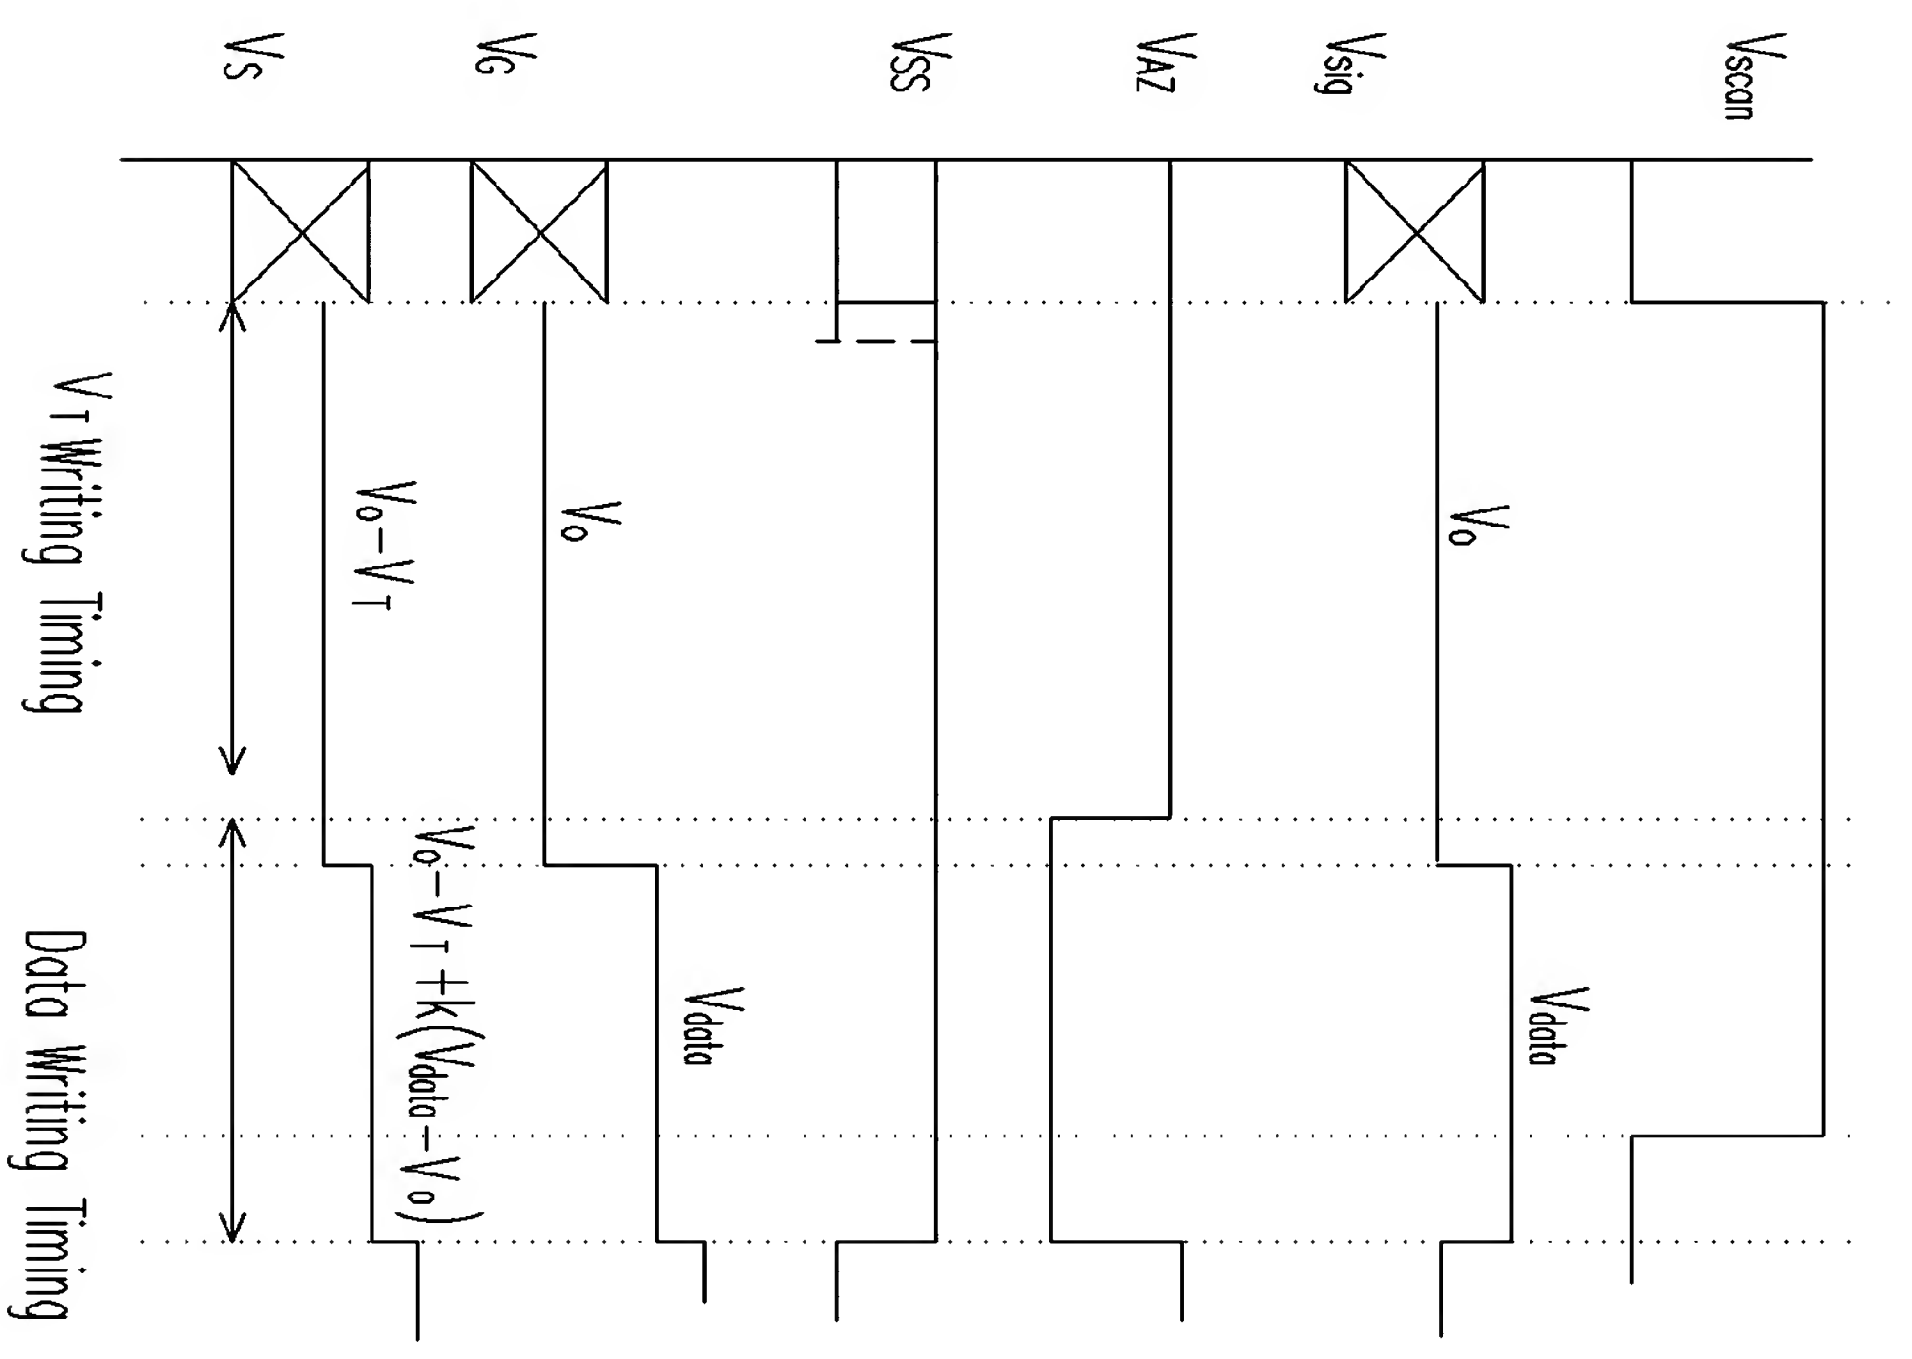 Vscan
Vsig
V0
Vdata
VAZ
VSS
VG
V0
Vdata
VS
V0-VT
V0-VT+k(Vdata-V0)
VT Writing Timing
Data Writing Timing